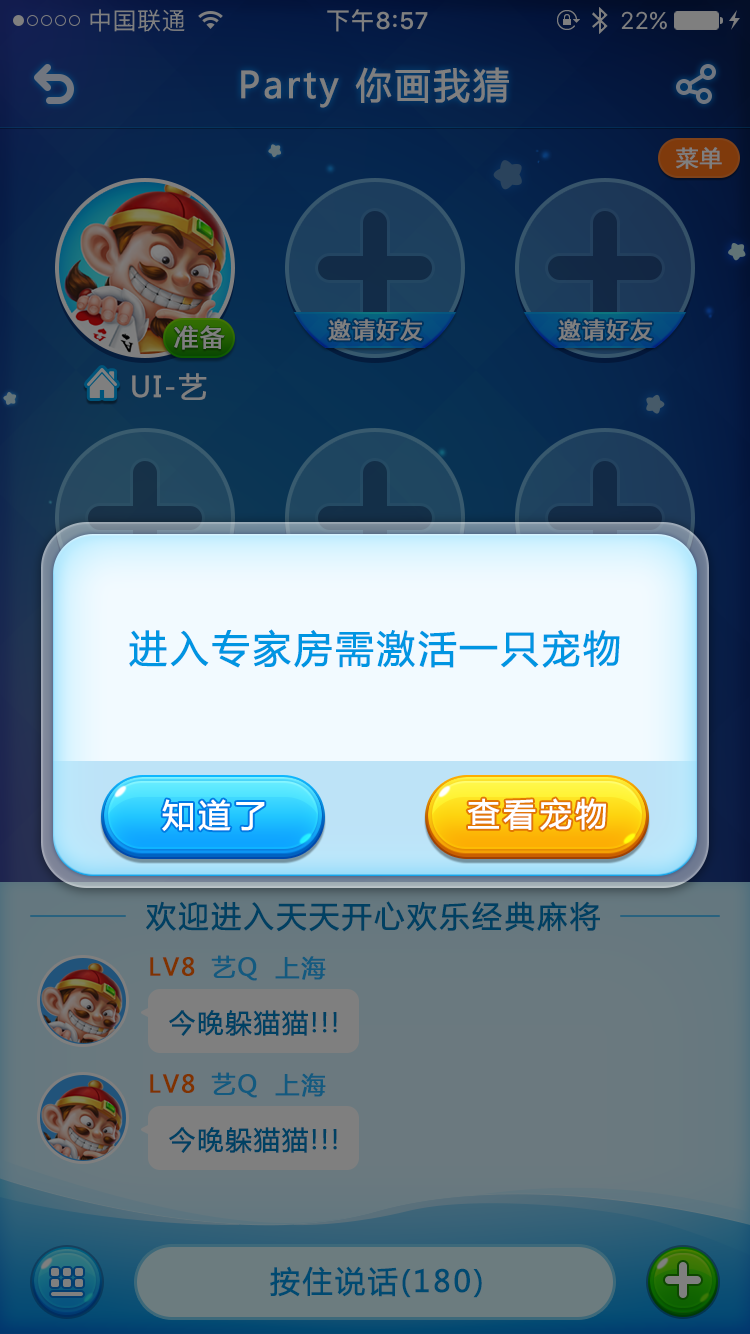 中国联通 下午8:57 22%
Party 你画我猜
菜单
准备 邀请好友 邀请好友
UI-艺
进入专家房需激活一只宠物
知道了 查看宠物
欢迎进入天天开心欢乐经典麻将
LV8 艺Q 上海
今晚躲猫猫!!!
LV8 艺Q 上海
今晚躲猫猫!!!
按住说话(180)